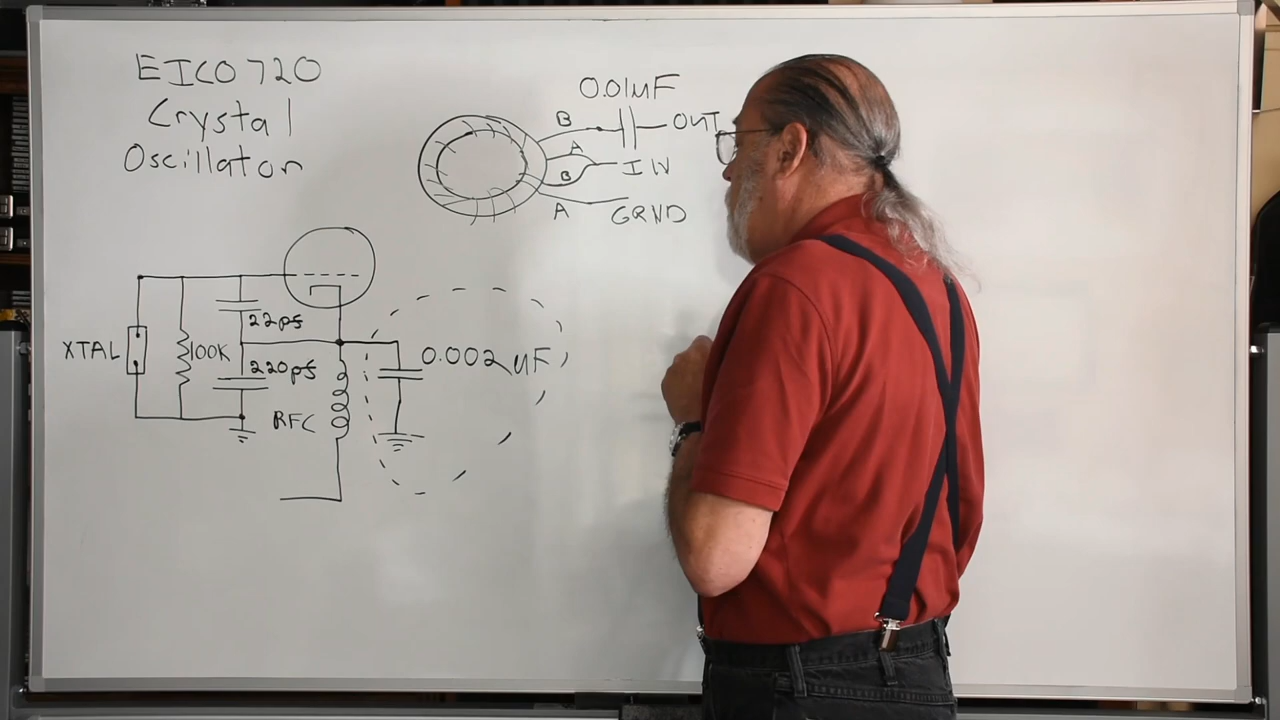 EICO 720
Crystal
Oscillator
0.01uF
B
OUT
A
IN
B
A
GRND
22pf
XTAL
100K
220pf
0.002uF
RFC